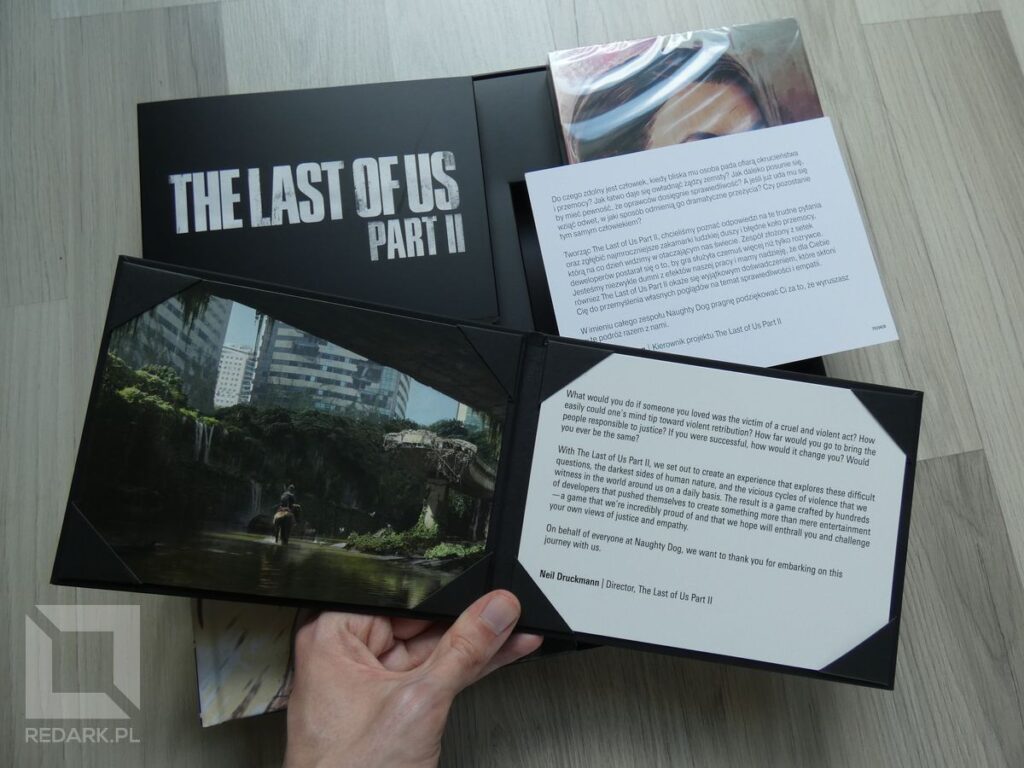 THE LAST OF US
PART II
Do czego zdolny jest człowiek, kiedy bliska mu osoba pada ofiarą okrucieństwa
i przemocy? Jak łatwo daje się owładnąć żądzy zemsty? Jak daleko posunie się,
by mieć pewność, że oprawców dosięgnie sprawiedliwość? A jeśli już uda mu się
wziąć odwet, w jaki sposób odmienią go dramatyczne przeżycia? Czy pozostanie
tym samym człowiekiem?
Tworząc The Last of Us Part II, chcieliśmy poznać odpowiedzi na te trudne pytania
oraz zgłębić najmroczniejsze zakamarki ludzkiej duszy i błędne koło przemocy,
którą na co dzień widzimy w otaczającym nas świecie. Zespół złożony z setek
deweloperów postarał się o to, by gra służyła czemuś więcej niż tylko rozrywce.
Jesteśmy niezwykle dumni z efektów naszej pracy i mamy nadzieję, że dla Ciebie
również The Last of Us Part II okaże się wyjątkowym doświadczeniem, które skłoni
Cię do przemyślenia własnych poglądów na temat sprawiedliwości i empatii.
W imieniu całego zespołu Naughty Dog pragnę podziękować Ci za to, że wyruszasz
podróż razem z nami.
| Kierownik projektu The Last of Us Part II
What would you do if someone you loved was the victim of a cruel and violent act? How
easily could one's mind tip toward violent retribution? How far would you go to bring the
people responsible to justice? If you were successful, how would it change you? Would
you ever be the same?
With The Last of Us Part II, we set out to create an experience that explores these difficult
questions, the darkest sides of human nature, and the vicious cycles of violence that we
witness in the world around us on a daily basis. The result is a game crafted by hundreds
of developers that pushed themselves to create something more than mere entertainment
—a game that we're incredibly proud of and that we hope will enthrall you and challenge
your own views of justice and empathy.
On behalf of everyone at Naughty Dog, we want to thank you for embarking on this
journey with us.
Neil Druckmann | Director, The Last of Us Part II
REDARK.PL